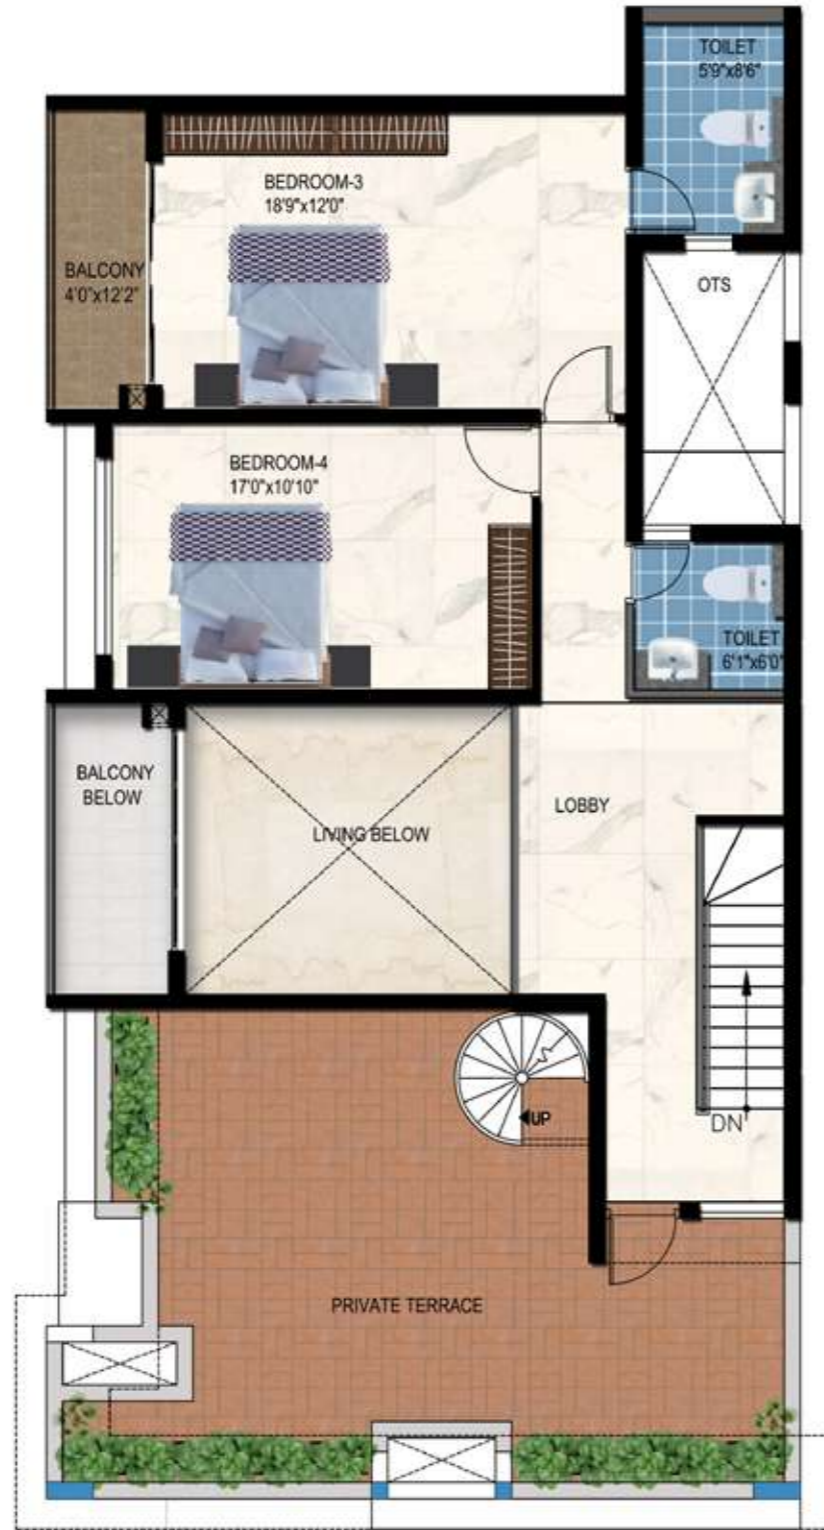 TOILET
5'9"x8'6"
BEDROOM-3
18'9"x12'0"
BALCONY
4'0"x12'2"
OTS
BEDROOM-4
17'0"x10'10"
TOILET
6'1"x6'0"
BALCONY
BELOW
LIVING BELOW
LOBBY
UP
DN
PRIVATE TERRACE